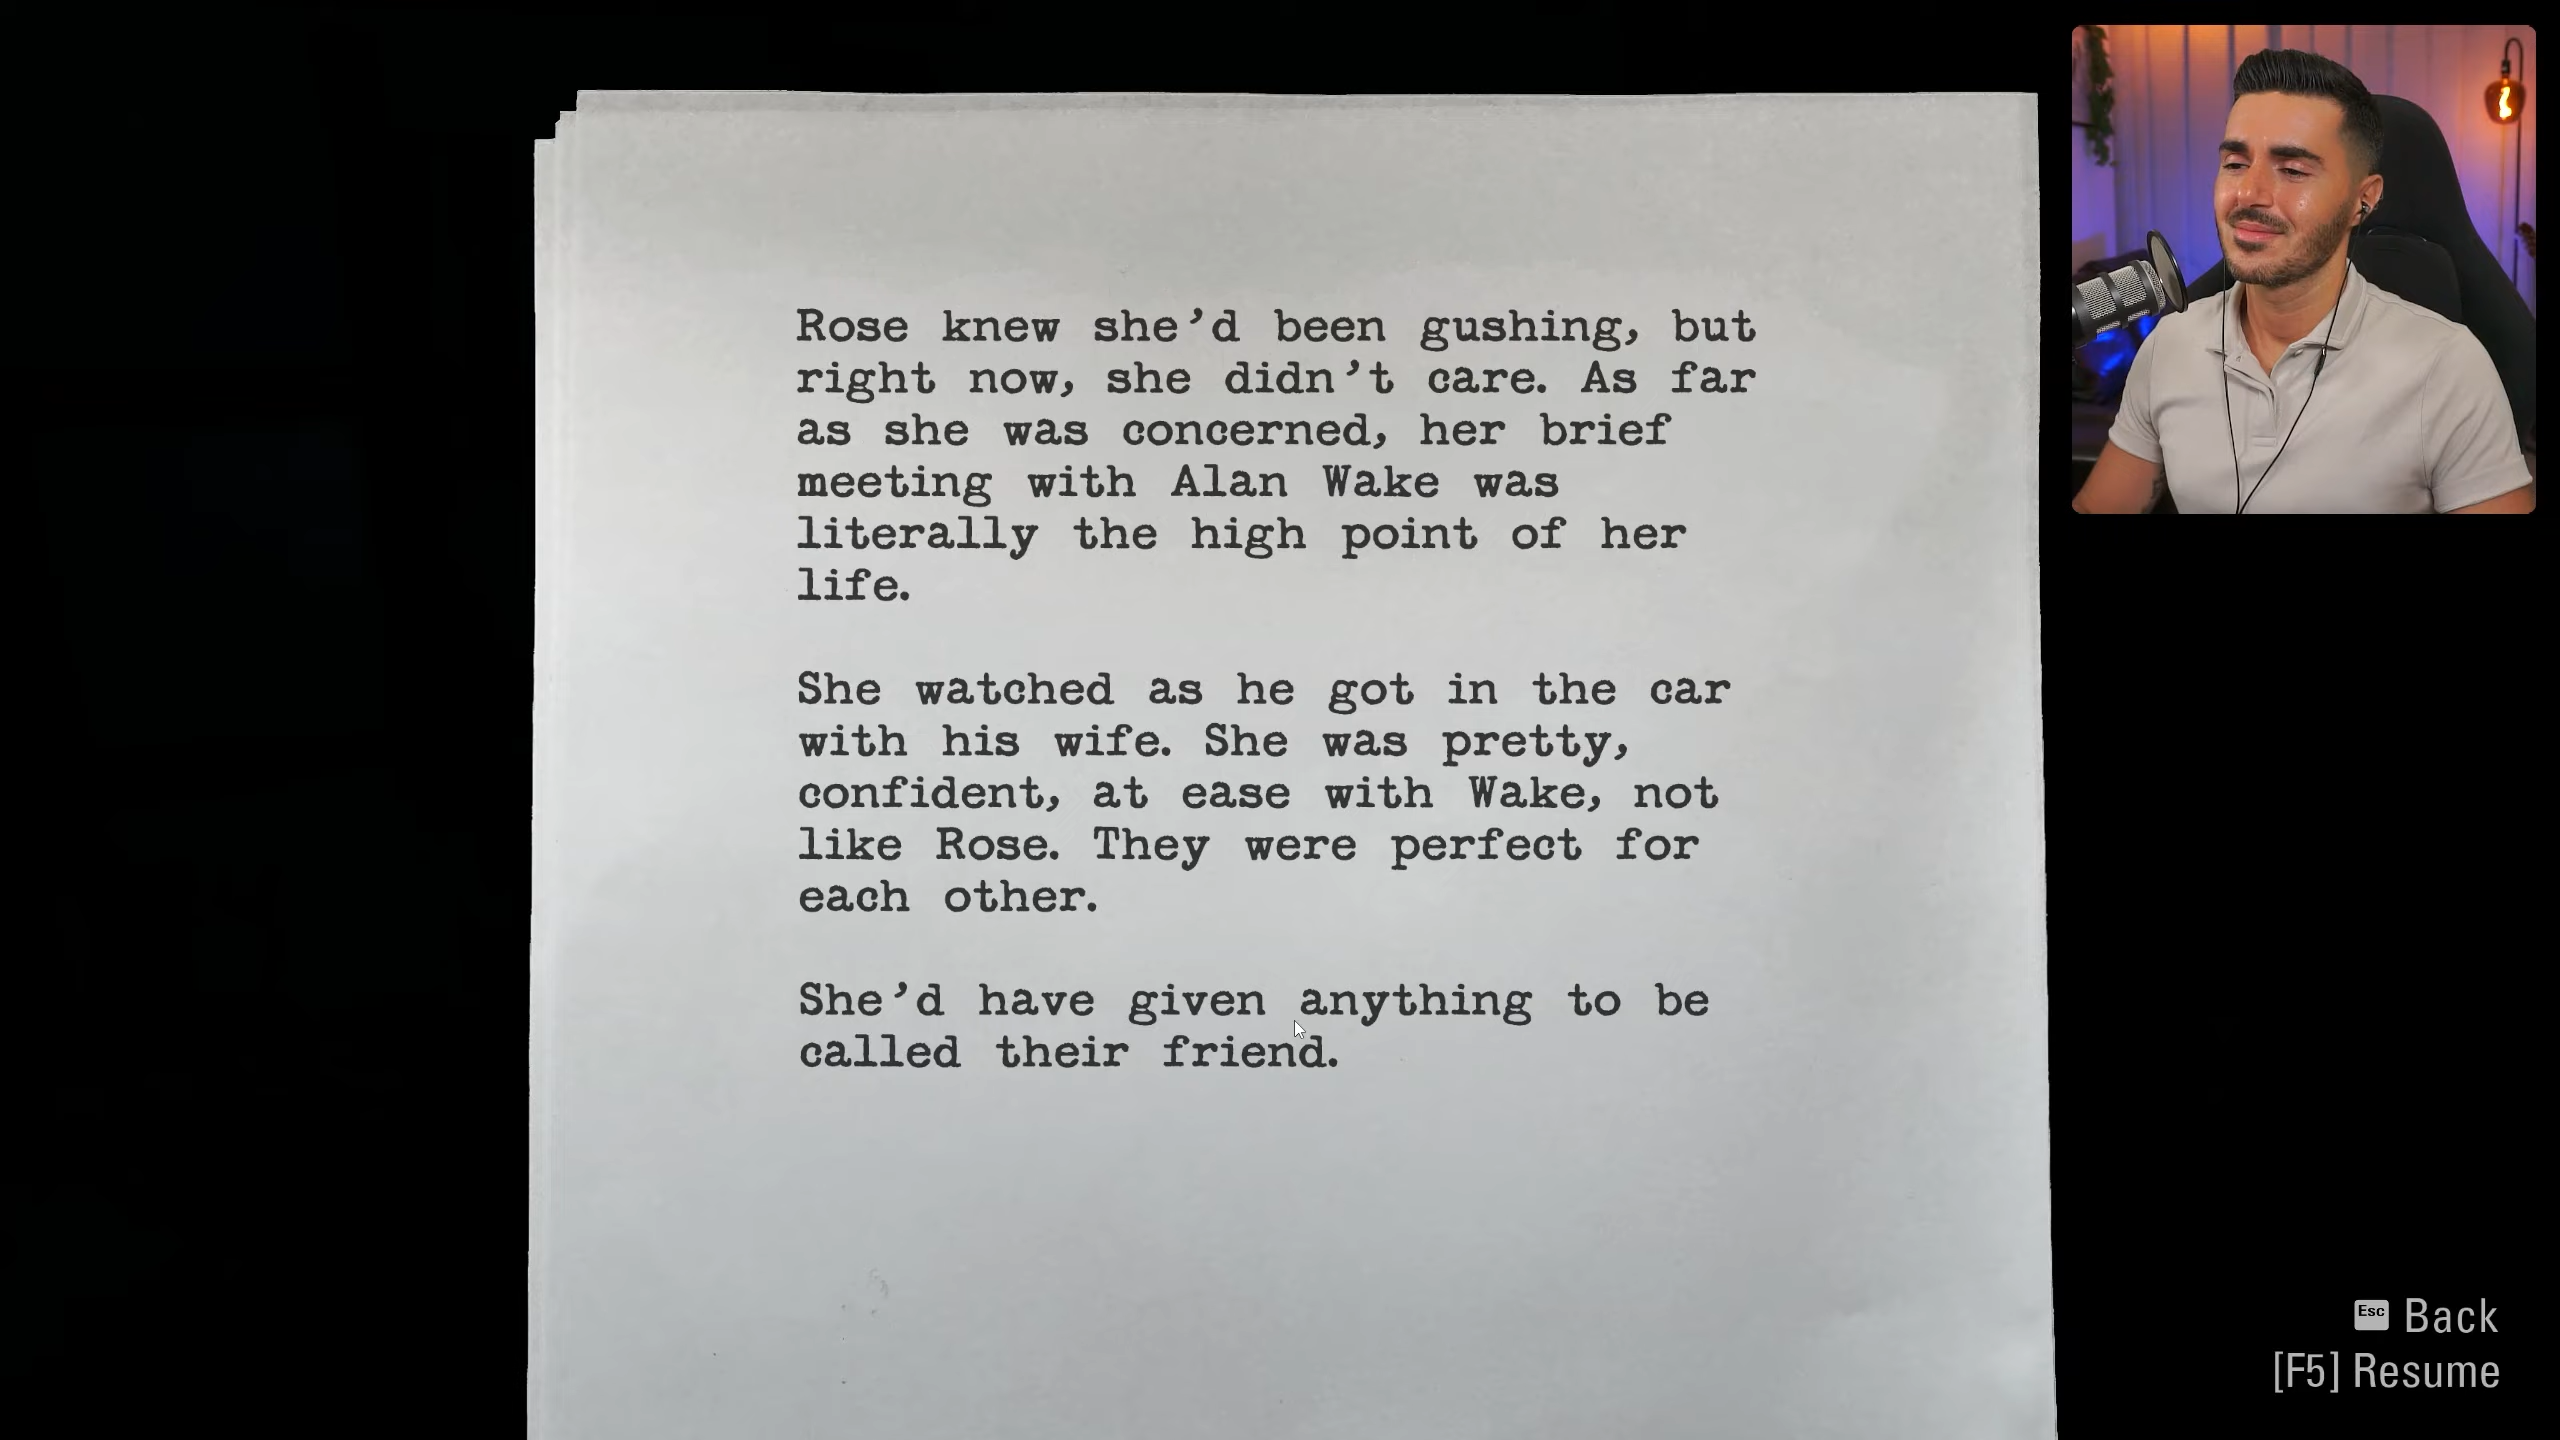 Rose knew she’d been gushing, but
right now, she didn’t care. As far
as she was concerned, her brief
meeting with Alan Wake was
literally the high point of her
life.
She watched as he got in the car
with his wife. She was pretty,
confident, at ease with Wake, not
like Rose. They were perfect for
each other.
She’d have given anything to be
called their friend.
Esc Back
[F5] Resume